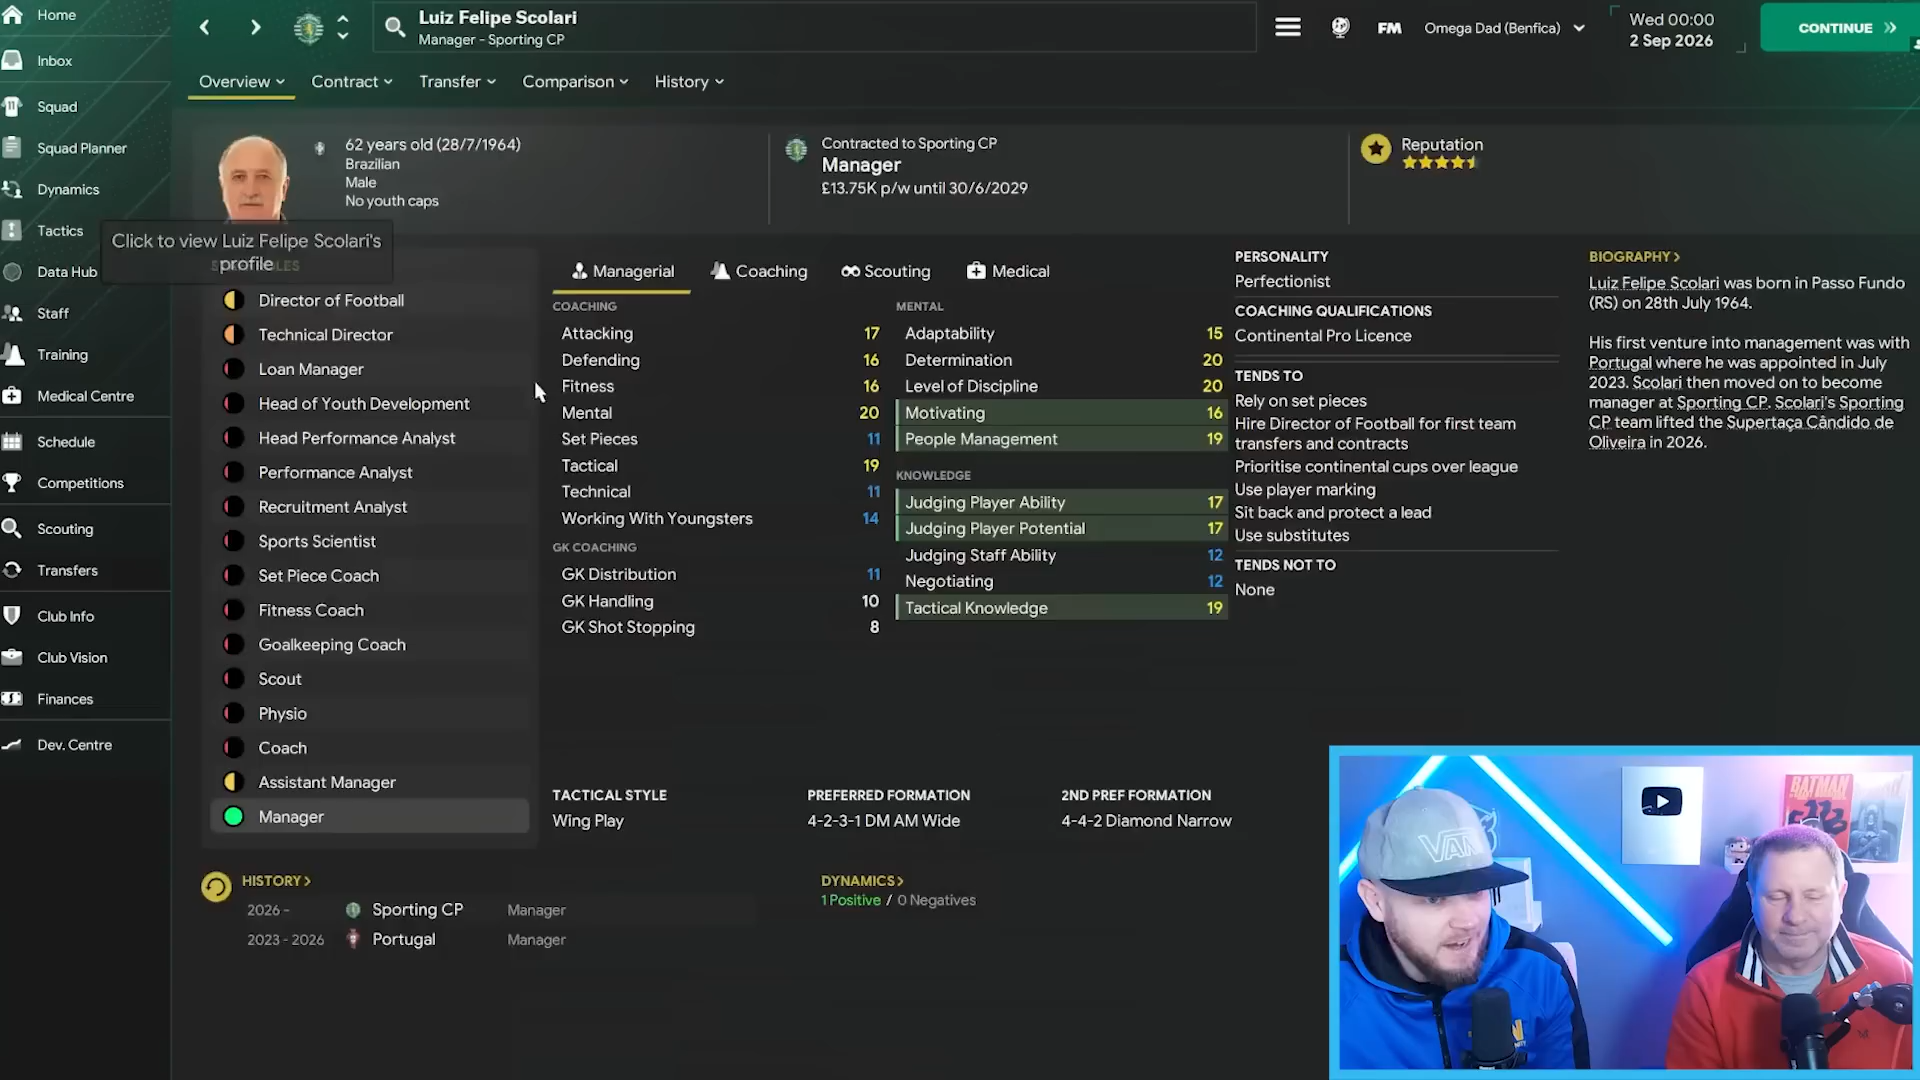 Home
Inbox
Squad
Squad Planner
Dynamics
Tactics
Data Hub
Staff
Training
Medical Centre
Schedule
Competitions
Scouting
Transfers
Club Info
Club Vision
Finances
Dev. Centre
Luiz Felipe Scolari
Manager - Sporting CP
FM
Omega Dad (Benfica)
Wed 00:00
2 Sep 2026
CONTINUE
Overview
Contract
Transfer
Comparison
History
62 years old (28/7/1964)
Brazilian
Male
No youth caps
Contracted to Sporting CP
Manager
£13.75K p/w until 30/6/2029
Reputation
Click to view Luiz Felipe Scolari's
profile
Director of Football
Technical Director
Loan Manager
Head of Youth Development
Head Performance Analyst
Performance Analyst
Recruitment Analyst
Sports Scientist
Set Piece Coach
Fitness Coach
Goalkeeping Coach
Scout
Physio
Coach
Assistant Manager
Manager
Managerial
Coaching
Scouting
Medical
COACHING
Attacking 17
Defending 16
Fitness 16
Mental 20
Set Pieces 11
Tactical 19
Technical 11
Working With Youngsters 14
GK COACHING
GK Distribution 11
GK Handling 10
GK Shot Stopping 8
MENTAL
Adaptability 15
Determination 20
Level of Discipline 20
Motivating 16
People Management 19
KNOWLEDGE
Judging Player Ability 17
Judging Player Potential 17
Judging Staff Ability 12
Negotiating 12
Tactical Knowledge 19
PERSONALITY
Perfectionist
COACHING QUALIFICATIONS
Continental Pro Licence
TENDS TO
Rely on set pieces
Hire Director of Football for first team
transfers and contracts
Prioritise continental cups over league
Use player marking
Sit back and protect a lead
Use substitutes
TENDS NOT TO
None
BIOGRAPHY >
Luiz Felipe Scolari was born in Passo Fundo
(RS) on 28th July 1964.
His first venture into management was with
Portugal where he was appointed in July
2023. Scolari then moved on to become
manager at Sporting CP. Scolari's Sporting
CP team lifted the Supertaça Cândido de
Oliveira in 2026.
TACTICAL STYLE
Wing Play
PREFERRED FORMATION
4-2-3-1 DM AM Wide
2ND PREF FORMATION
4-4-2 Diamond Narrow
HISTORY >
2026 - Sporting CP Manager
2023 - 2026 Portugal Manager
DYNAMICS >
1 Positive / 0 Negatives
VANS
BATMAN